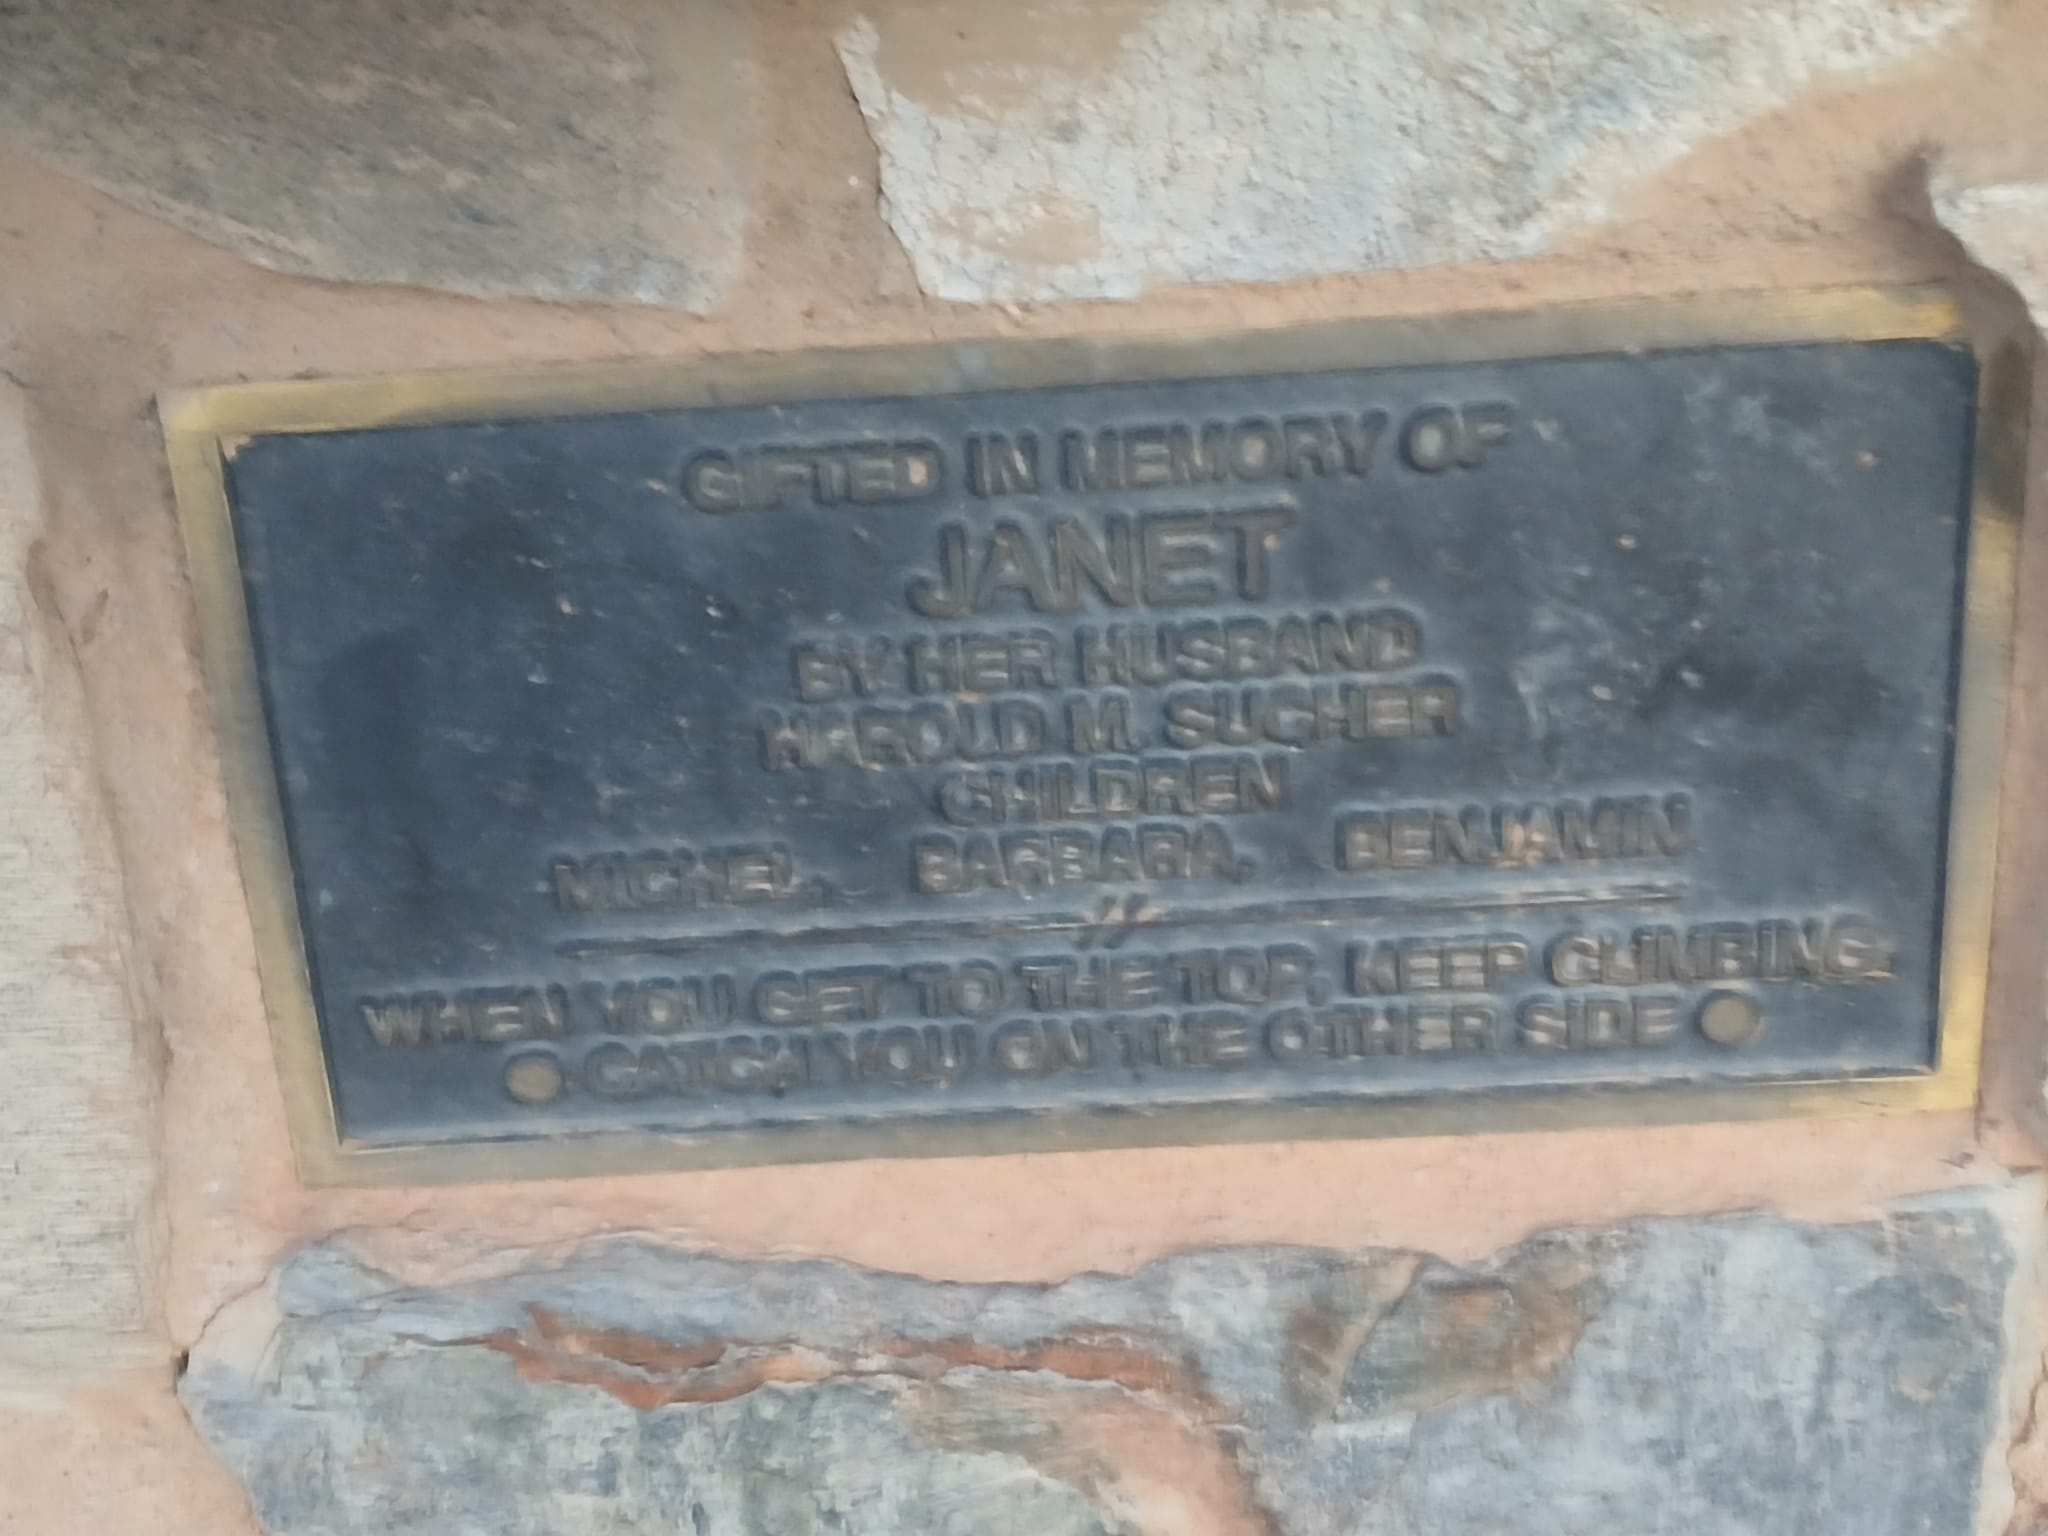 GIFTED IN MEMORY OF
JANET
BY HER HUSBAND
HAROLD M. SUCHER
CHILDREN
MICHEL, BARBARA, BENJAMIN
WHEN YOU GET TO THE TOP, KEEP CLIMBING.
CATCH YOU ON THE OTHER SIDE